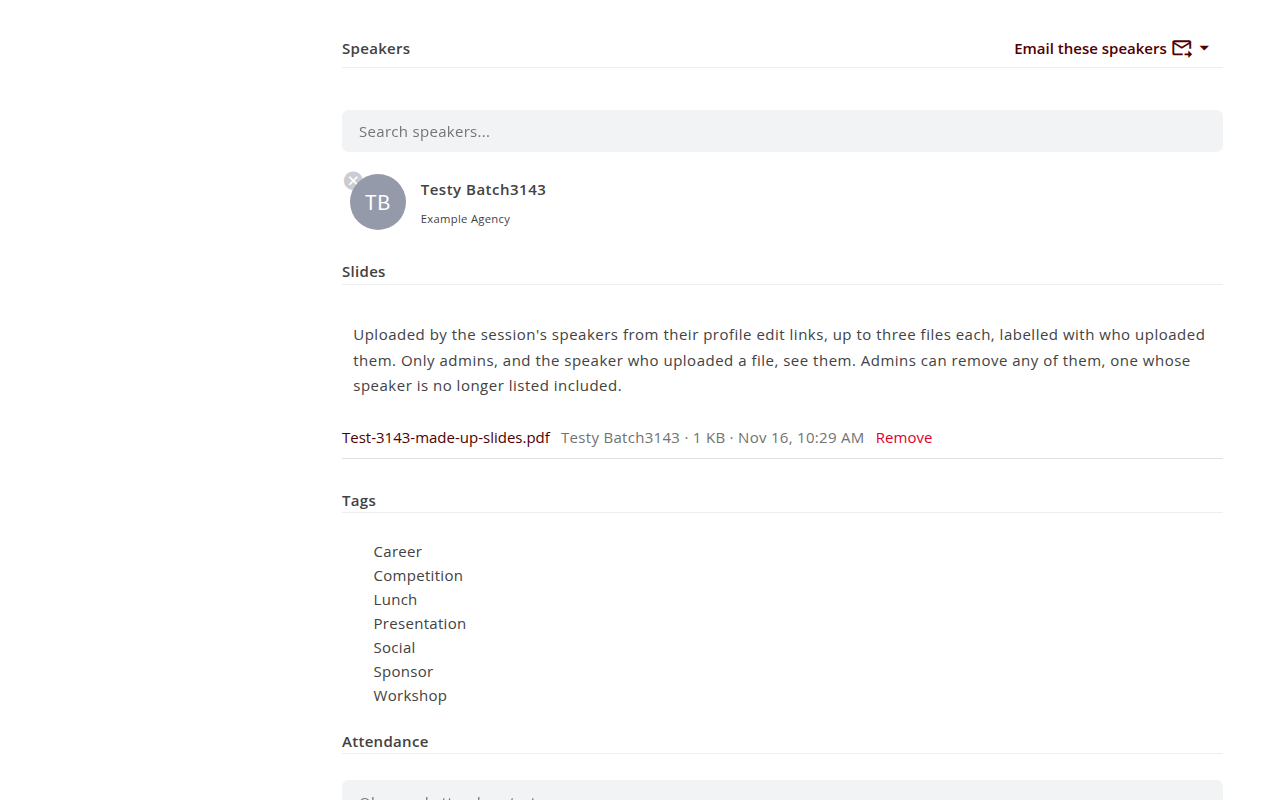 Speakers
Email these speakers
Search speakers...
TB
Testy Batch3143
Example Agency
Slides
Uploaded by the session's speakers from their profile edit links, up to three files each, labelled with who uploaded
them. Only admins, and the speaker who uploaded a file, see them. Admins can remove any of them, one whose
speaker is no longer listed included.
Test-3143-made-up-slides.pdf Testy Batch3143 · 1 KB · Nov 16, 10:29 AM Remove
Tags
Career
Competition
Lunch
Presentation
Social
Sponsor
Workshop
Attendance